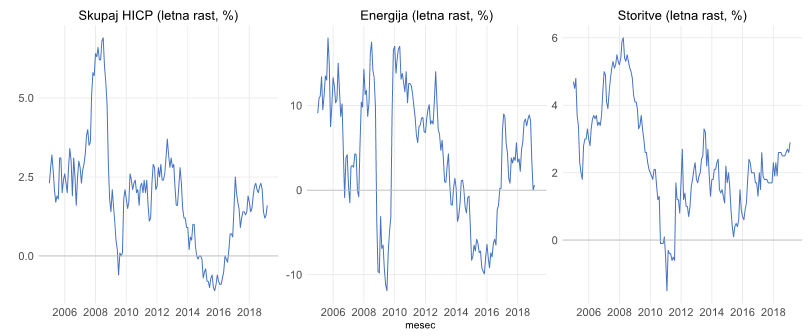 Skupaj HICP (letna rast, %)
5.0
2.5
0.0
2006 2008 2010 2012 2014 2016 2018
Energija (letna rast, %)
10
0
-10
2006 2008 2010 2012 2014 2016 2018
mesec
Storitve (letna rast, %)
6
4
2
0
2006 2008 2010 2012 2014 2016 2018